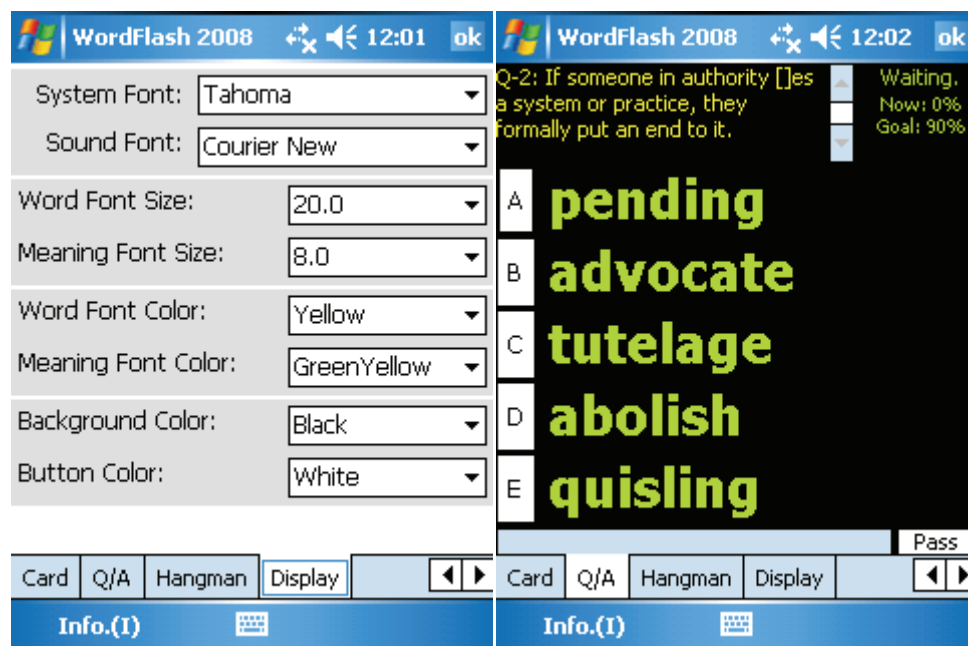 WordFlash 2008 12:01 ok
System Font: Tahoma
Sound Font: Courier New
Word Font Size: 20.0
Meaning Font Size: 8.0
Word Font Color: Yellow
Meaning Font Color: GreenYellow
Background Color: Black
Button Color: White
Card Q/A Hangman Display
Info.(I)
WordFlash 2008 12:02 ok
Q-2: If someone in authority []es
a system or practice, they
formally put an end to it.
Waiting.
Now: 0%
Goal: 90%
A pending
B advocate
C tutelage
D abolish
E quisling
Pass
Card Q/A Hangman Display
Info.(I)